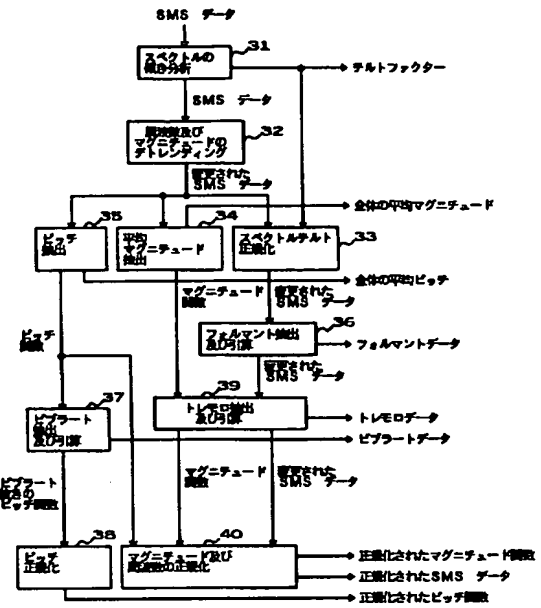 SMS データ
31
スペクトルの
傾き分析
テルトファクター
SMS データ
32
周波数及び
マグニチュードの
デトレンディング
変更された
SMS データ
全体の平均マグニチュード
35
34
33
ピッチ
抽出
平均
マグニチュード
抽出
スペクトルテルト
正規化
全体の平均ピッチ
マグニチュード
関数
変更された
SMS データ
36
ピッチ
関数
フォルマント抽出
及び引算
フォルマントデータ
変更された
SMS データ
37
39
ビブラート
抽出
及び引算
トレモロ抽出
及び引算
トレモロデータ
ビブラートデータ
ビブラート
抜きの
ピッチ関数
マグニチュード
関数
変更された
SMS データ
38
40
ピッチ
正規化
マグニチュード及び
周波数の正規化
正規化されたマグニチュード関数
正規化されたSMS データ
正規化されたピッチ関数